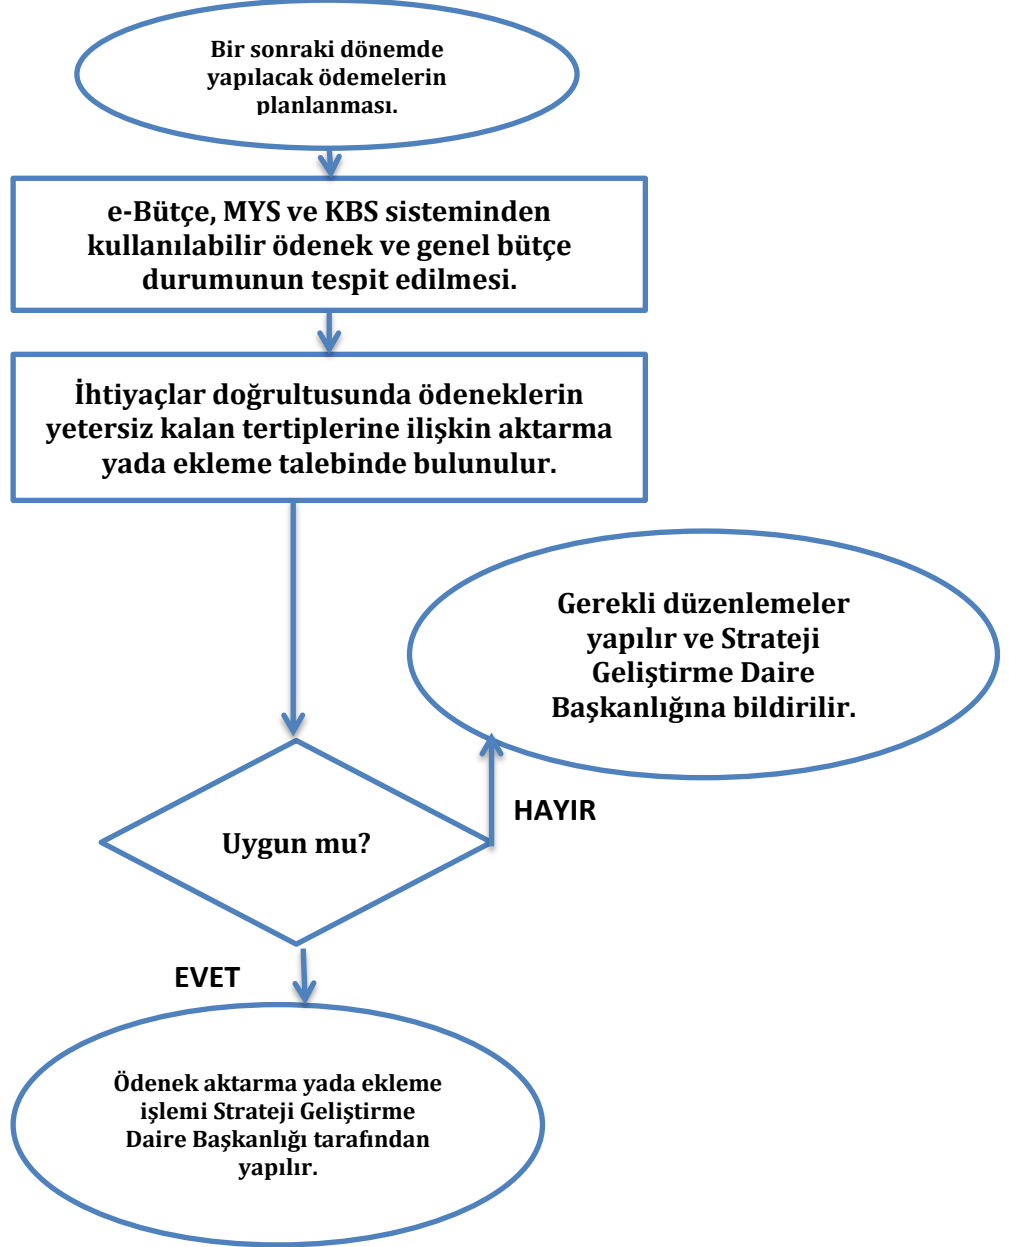 Bir sonraki dönemde
yapılacak ödemelerin
planlanması.
e-Bütçe, MYS ve KBS sisteminden
kullanılabilir ödenek ve genel bütçe
durumunun tespit edilmesi.
İhtiyaçlar doğrultusunda ödeneklerin
yetersiz kalan tertiplerine ilişkin aktarma
yada ekleme talebinde bulunulur.
Gerekli düzenlemeler
yapılır ve Strateji
Geliştirme Daire
Başkanlığına bildirilir.
HAYIR
Uygun mu?
EVET
Ödenek aktarma yada ekleme
işlemi Strateji Geliştirme
Daire Başkanlığı tarafından
yapılır.